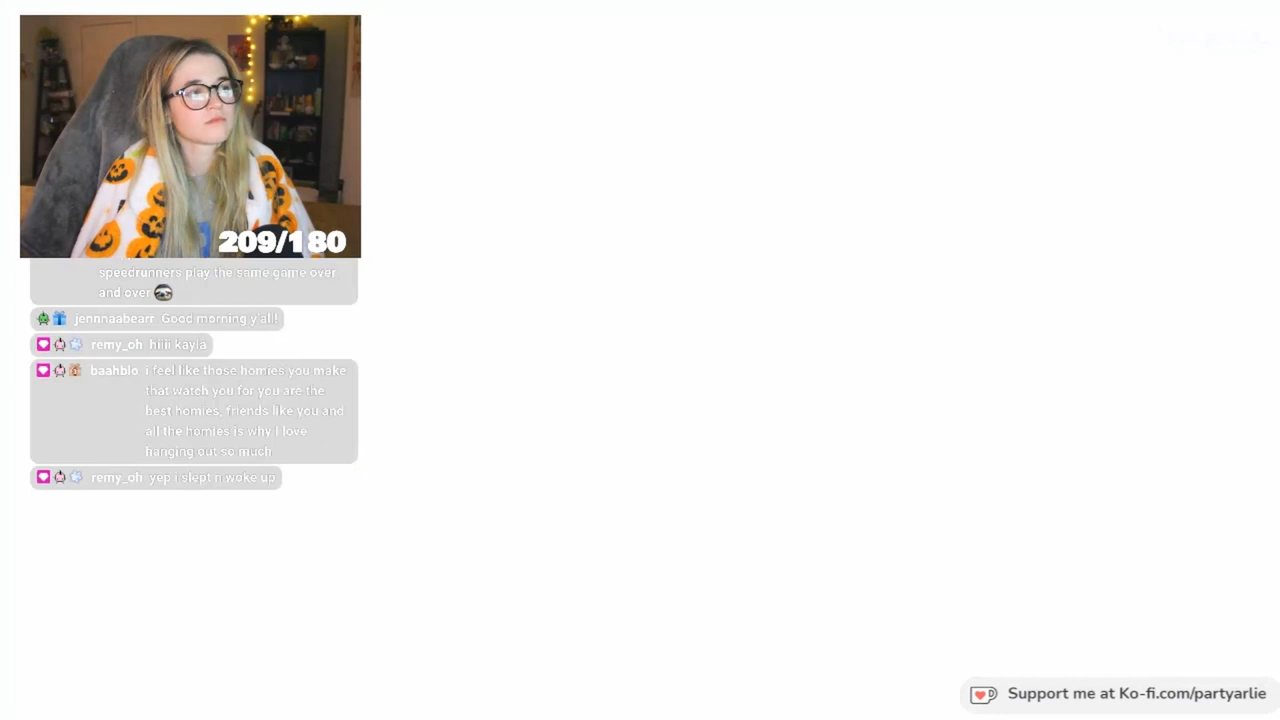 209/180
speedrunners play the same game over
and over
jennnaabearr Good morning y'all!
remy_oh hiiii kayla
baahblo i feel like those homies you make
that watch you for you are the
best homies, friends like you and
all the homies is why I love
hanging out so much
remy_oh yep i slept n woke up
Support me at Ko-fi.com/partyarlie